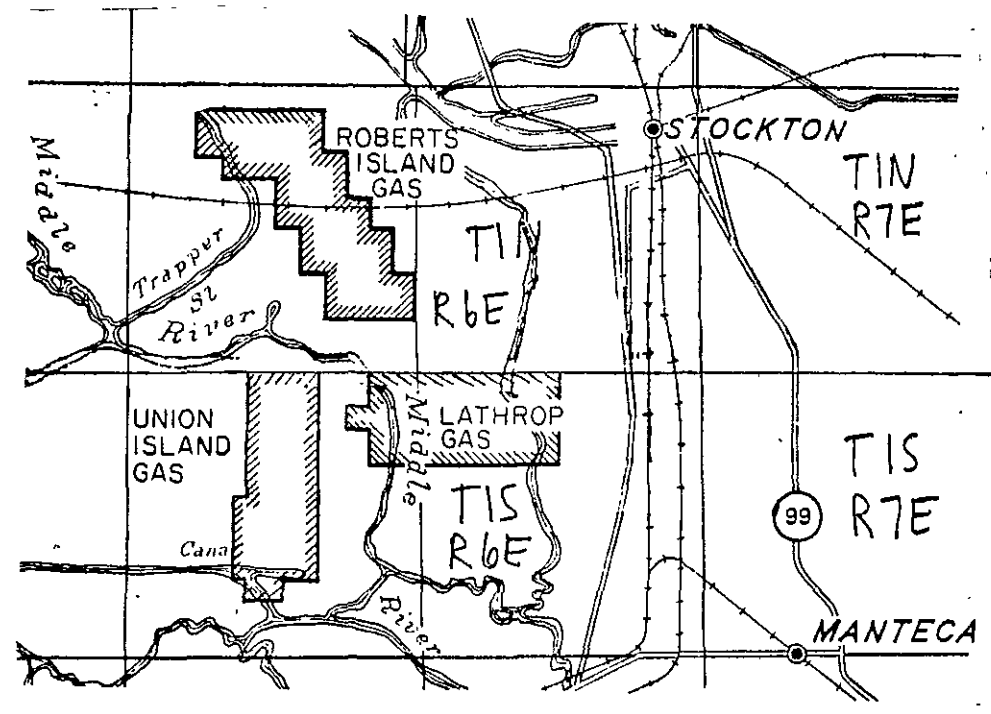 STOCKTON
ROBERTS
ISLAND
GAS
Middle
T1N
R7E
Trapper
Sl
T1N
R6E
River
UNION
ISLAND
GAS
Middle
LATHROP
GAS
T1S
R7E
T1S
R6E
99
Cana
River
MANTECA